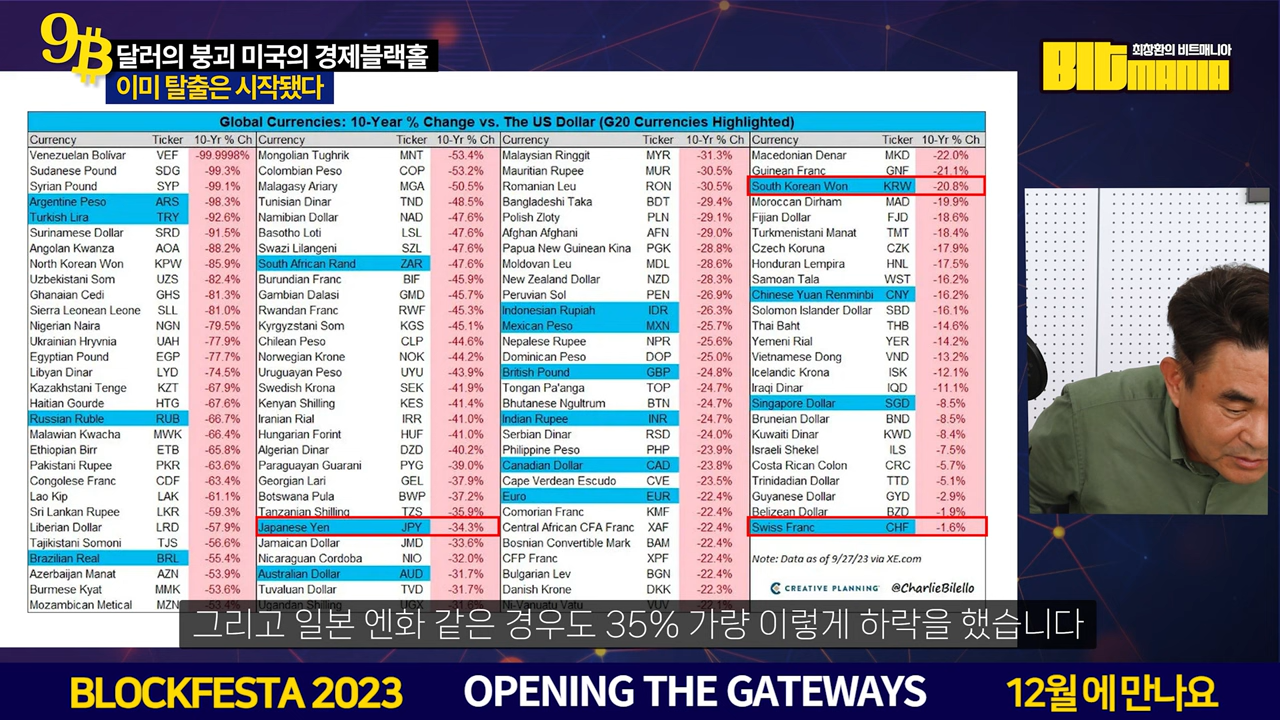 9₿
달러의 붕괴 미국의 경제블랙홀
이미 탈출은 시작됐다
최창환의 비트매니아
BIT MANIA
Global Currencies: 10-Year % Change vs. The US Dollar (G20 Currencies Highlighted)
Currency Ticker 10-Yr % Ch Currency Ticker 10-Yr % Ch Currency Ticker 10-Yr % Ch Currency Ticker 10-Yr % Ch
Venezuelan Bolívar VEF -99.9998% Mongolian Tughrik MNT -53.4% Malaysian Ringgit MYR -31.3% Macedonian Denar MKD -22.0%
Sudanese Pound SDG -99.3% Colombian Peso COP -53.2% Mauritian Rupee MUR -30.5% Guinean Franc GNF -21.1%
Syrian Pound SYP -99.1% Malagasy Ariary MGA -50.5% Romanian Leu RON -30.5% South Korean Won KRW -20.8%
Argentine Peso ARS -98.3% Tunisian Dinar TND -48.5% Bangladeshi Taka BDT -29.4% Moroccan Dirham MAD -19.9%
Turkish Lira TRY -92.6% Namibian Dollar NAD -47.6% Polish Zloty PLN -29.1% Fijian Dollar FJD -18.6%
Surinamese Dollar SRD -91.5% Basotho Loti LSL -47.6% Afghan Afghani AFN -29.0% Turkmenistani Manat TMT -18.4%
Angolan Kwanza AOA -88.2% Swazi Lilangeni SZL -47.6% Papua New Guinean Kina PGK -28.8% Czech Koruna CZK -17.9%
North Korean Won KPW -85.9% South African Rand ZAR -47.6% Moldovan Leu MDL -28.6% Honduran Lempira HNL -17.5%
Uzbekistani Som UZS -82.4% Burundian Franc BIF -45.9% New Zealand Dollar NZD -28.3% Samoan Tala WST -16.2%
Ghanaian Cedi GHS -81.3% Gambian Dalasi GMD -45.7% Peruvian Sol PEN -26.9% Chinese Yuan Renminbi CNY -16.2%
Sierra Leonean Leone SLL -81.0% Rwandan Franc RWF -45.3% Indonesian Rupiah IDR -26.3% Solomon Islander Dollar SBD -16.1%
Nigerian Naira NGN -79.5% Kyrgyzstani Som KGS -45.1% Mexican Peso MXN -25.7% Thai Baht THB -14.6%
Ukrainian Hryvnia UAH -77.9% Chilean Peso CLP -44.6% Nepalese Rupee NPR -25.6% Yemeni Rial YER -14.2%
Egyptian Pound EGP -77.7% Norwegian Krone NOK -44.2% Dominican Peso DOP -25.0% Vietnamese Dong VND -13.2%
Libyan Dinar LYD -74.5% Uruguayan Peso UYU -43.9% British Pound GBP -24.8% Icelandic Krona ISK -12.1%
Kazakhstani Tenge KZT -67.9% Swedish Krona SEK -41.9% Tongan Pa'anga TOP -24.7% Iraqi Dinar IQD -11.1%
Haitian Gourde HTG -67.6% Kenyan Shilling KES -41.4% Bhutanese Ngultrum BTN -24.7% Singapore Dollar SGD -8.5%
Russian Ruble RUB -66.7% Iranian Rial IRR -41.0% Indian Rupee INR -24.7% Bruneian Dollar BND -8.5%
Malawian Kwacha MWK -66.4% Hungarian Forint HUF -41.0% Serbian Dinar RSD -24.0% Kuwaiti Dinar KWD -8.4%
Ethiopian Birr ETB -65.8% Algerian Dinar DZD -40.2% Philippine Peso PHP -23.9% Israeli Shekel ILS -7.5%
Pakistani Rupee PKR -63.6% Paraguayan Guarani PYG -39.0% Canadian Dollar CAD -23.8% Costa Rican Colon CRC -5.7%
Congolese Franc CDF -63.4% Georgian Lari GEL -37.9% Cape Verdean Escudo CVE -23.5% Trinidadian Dollar TTD -5.1%
Lao Kip LAK -61.1% Botswana Pula BWP -37.2% Euro EUR -22.4% Guyanese Dollar GYD -2.9%
Sri Lankan Rupee LKR -59.3% Tanzanian Shilling TZS -35.9% Comorian Franc KMF -22.4% Belizean Dollar BZD -1.9%
Liberian Dollar LRD -57.9% Japanese Yen JPY -34.3% Central African CFA Franc XAF -22.4% Swiss Franc CHF -1.6%
Tajikistani Somoni TJS -56.6% Jamaican Dollar JMD -33.6% Bosnian Convertible Mark BAM -22.4%
Brazilian Real BRL -55.4% Nicaraguan Cordoba NIO -32.0% CFP Franc XPF -22.4% Note: Data as of 9/27/23 via XE.com
Azerbaijan Manat AZN -53.9% Australian Dollar AUD -31.7% Bulgarian Lev BGN -22.4%
Burmese Kyat MMK -53.6% Tuvaluan Dollar TVD -31.7% Danish Krone DKK -22.4% CREATIVE PLANNING @CharlieBilello
Mozambican Metical MZN -53.4% Ugandan Shilling UGX -31.6% Ni-Vanuatu Vatu VUV -22.1%
그리고 일본 엔화 같은 경우도 35% 가량 이렇게 하락을 했습니다
BLOCKFESTA 2023 OPENING THE GATEWAYS 12월에 만나요